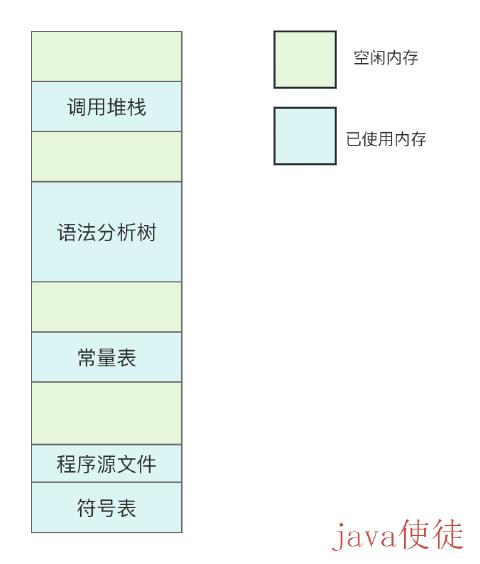 空闲内存
调用堆栈
已使用内存
语法分析树
常量表
程序源文件
符号表
java使徒